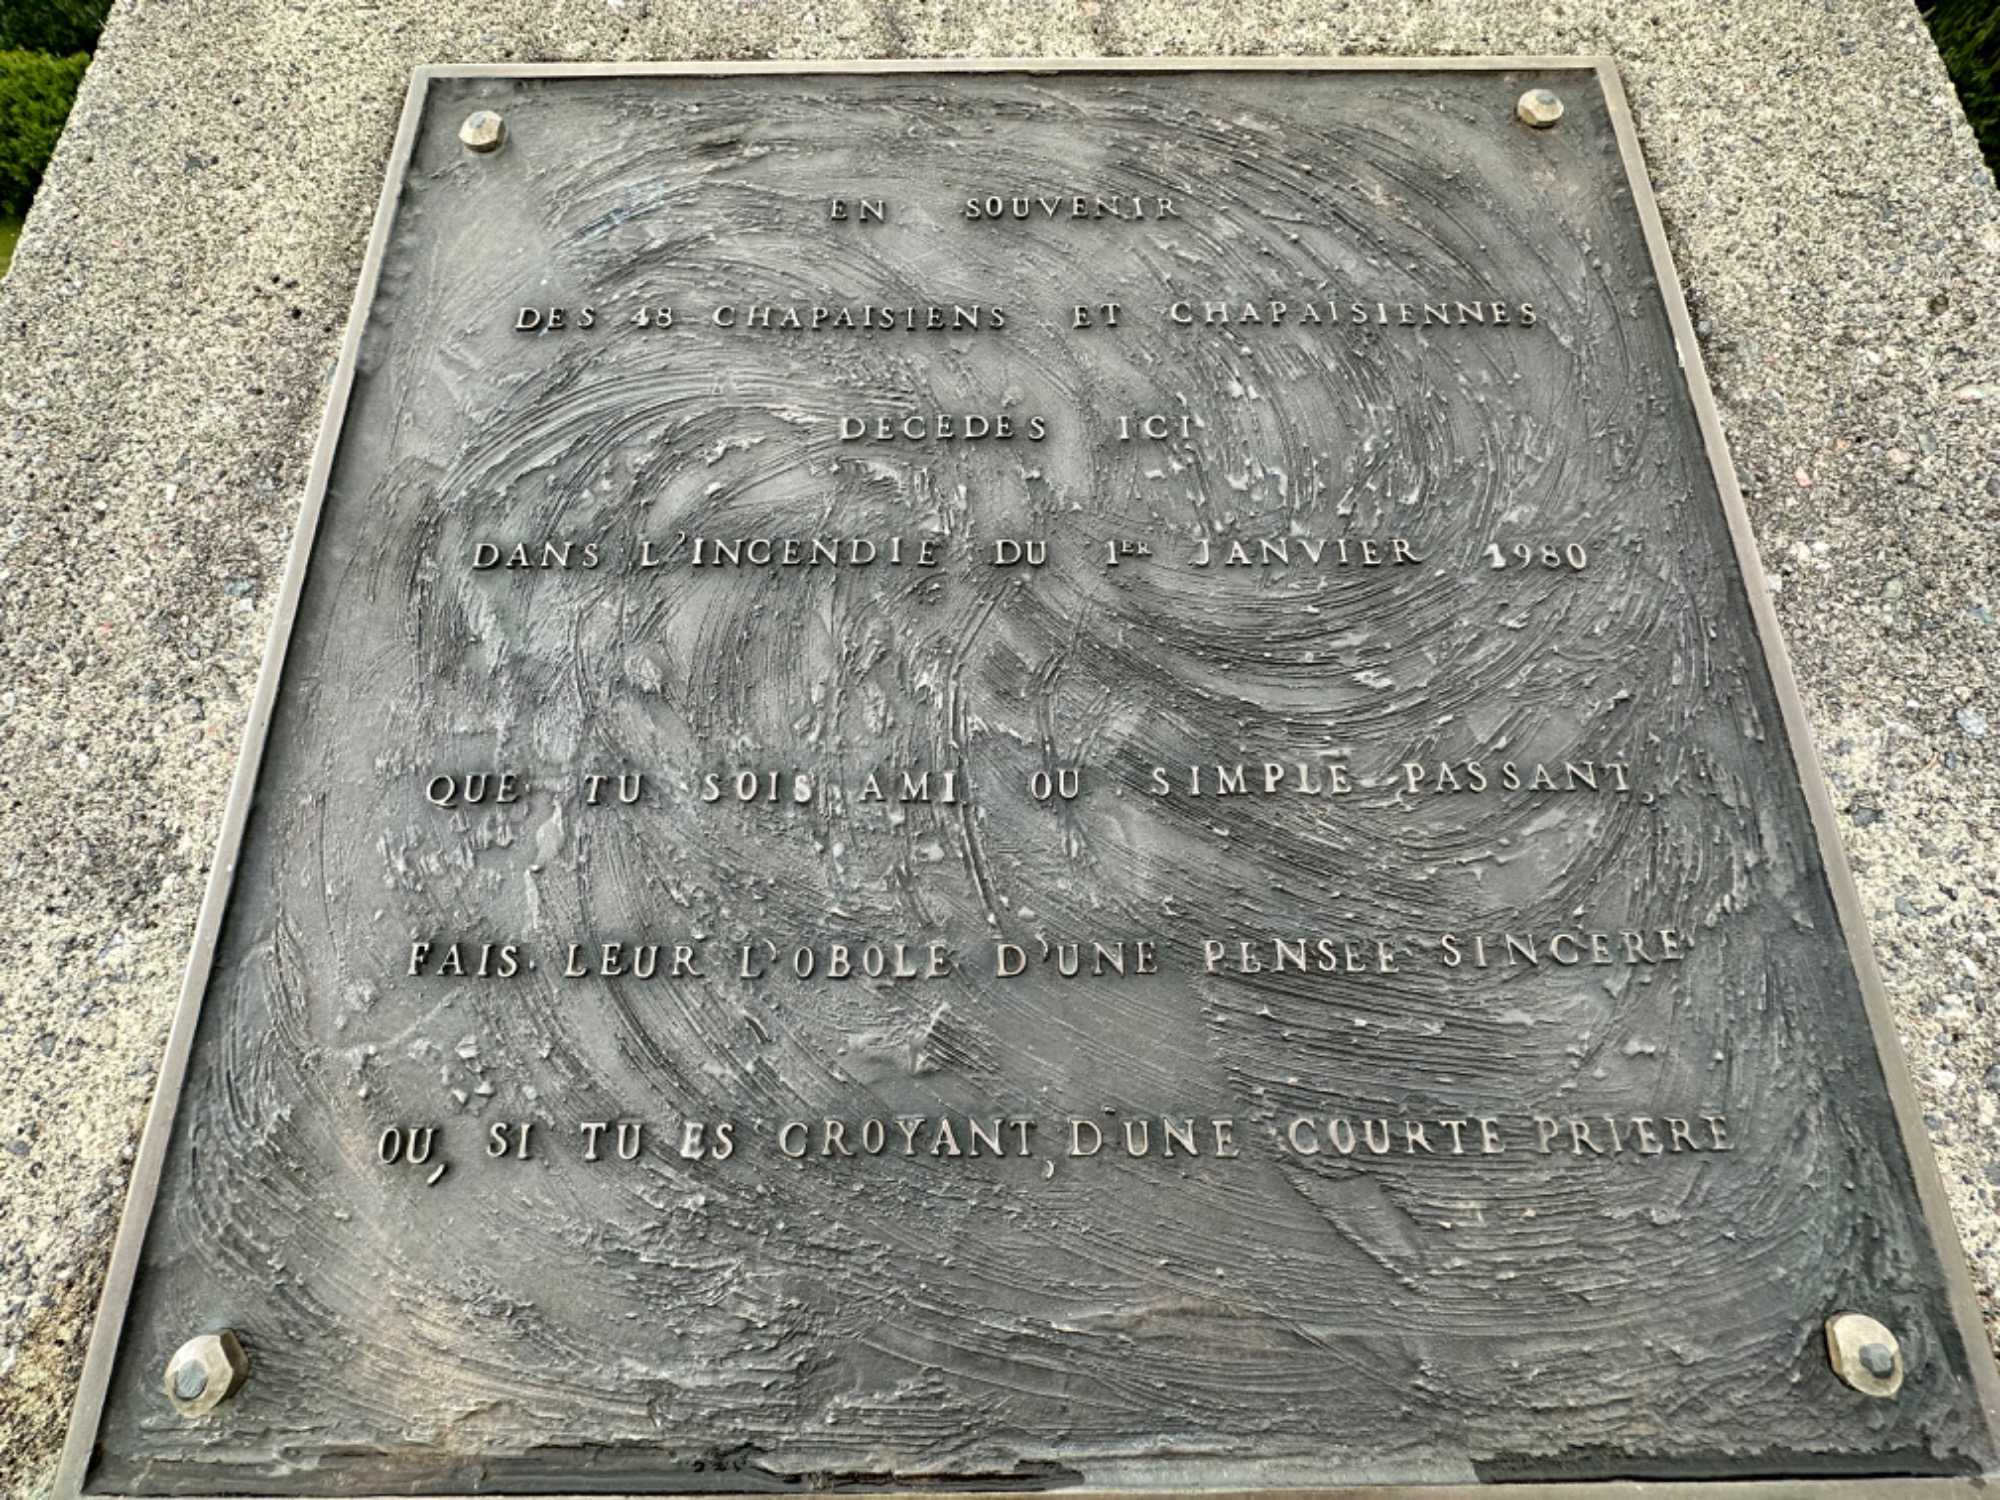 EN SOUVENIR
DES 48 CHAPAISIENS ET CHAPAISIENNES
DECEDES ICI
DANS L'INCENDIE DU 1ER JANVIER 1980
QUE TU SOIS AMI OU SIMPLE PASSANT,
FAIS LEUR L'OBOLE D'UNE PENSEE SINCERE
OU, SI TU ES CROYANT, D'UNE COURTE PRIERE